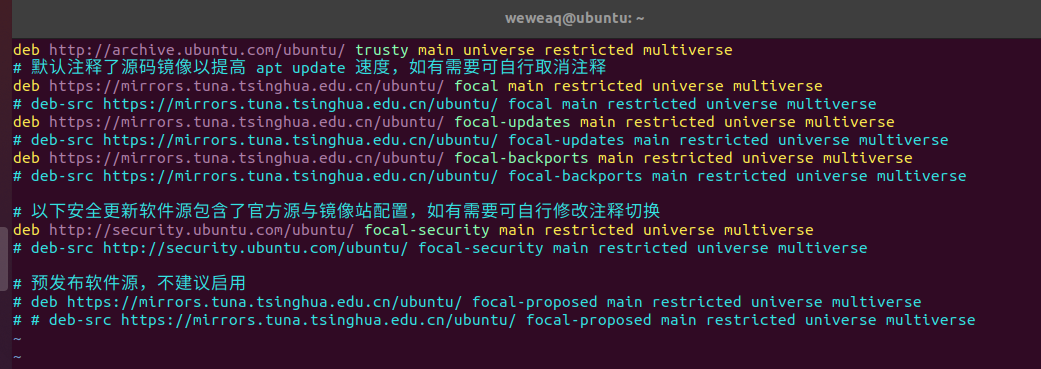 weweaq@ubuntu: ~
deb http://archive.ubuntu.com/ubuntu/ trusty main universe restricted multiverse
# 默认注释了源码镜像以提高 apt update 速度，如有需要可自行取消注释
deb https://mirrors.tuna.tsinghua.edu.cn/ubuntu/ focal main restricted universe multiverse
# deb-src https://mirrors.tuna.tsinghua.edu.cn/ubuntu/ focal main restricted universe multiverse
deb https://mirrors.tuna.tsinghua.edu.cn/ubuntu/ focal-updates main restricted universe multiverse
# deb-src https://mirrors.tuna.tsinghua.edu.cn/ubuntu/ focal-updates main restricted universe multiverse
deb https://mirrors.tuna.tsinghua.edu.cn/ubuntu/ focal-backports main restricted universe multiverse
# deb-src https://mirrors.tuna.tsinghua.edu.cn/ubuntu/ focal-backports main restricted universe multiverse
# 以下安全更新软件源包含了官方源与镜像站配置，如有需要可自行修改注释切换
deb http://security.ubuntu.com/ubuntu/ focal-security main restricted universe multiverse
# deb-src http://security.ubuntu.com/ubuntu/ focal-security main restricted universe multiverse
# 预发布软件源，不建议启用
# deb https://mirrors.tuna.tsinghua.edu.cn/ubuntu/ focal-proposed main restricted universe multiverse
# # deb-src https://mirrors.tuna.tsinghua.edu.cn/ubuntu/ focal-proposed main restricted universe multiverse
~
~